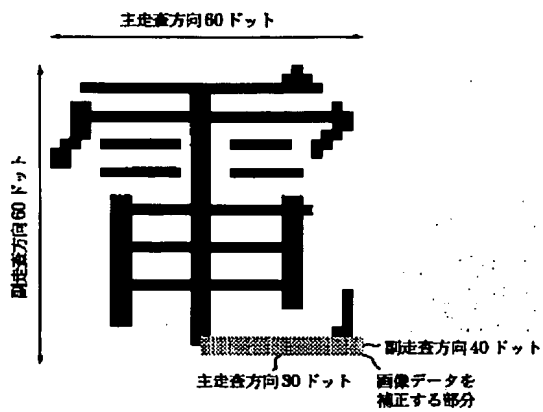 主走査方向60ドット
副走査方向60ドット
電
副走査方向40ドット
主走査方向30ドット
画像データを
補正する部分